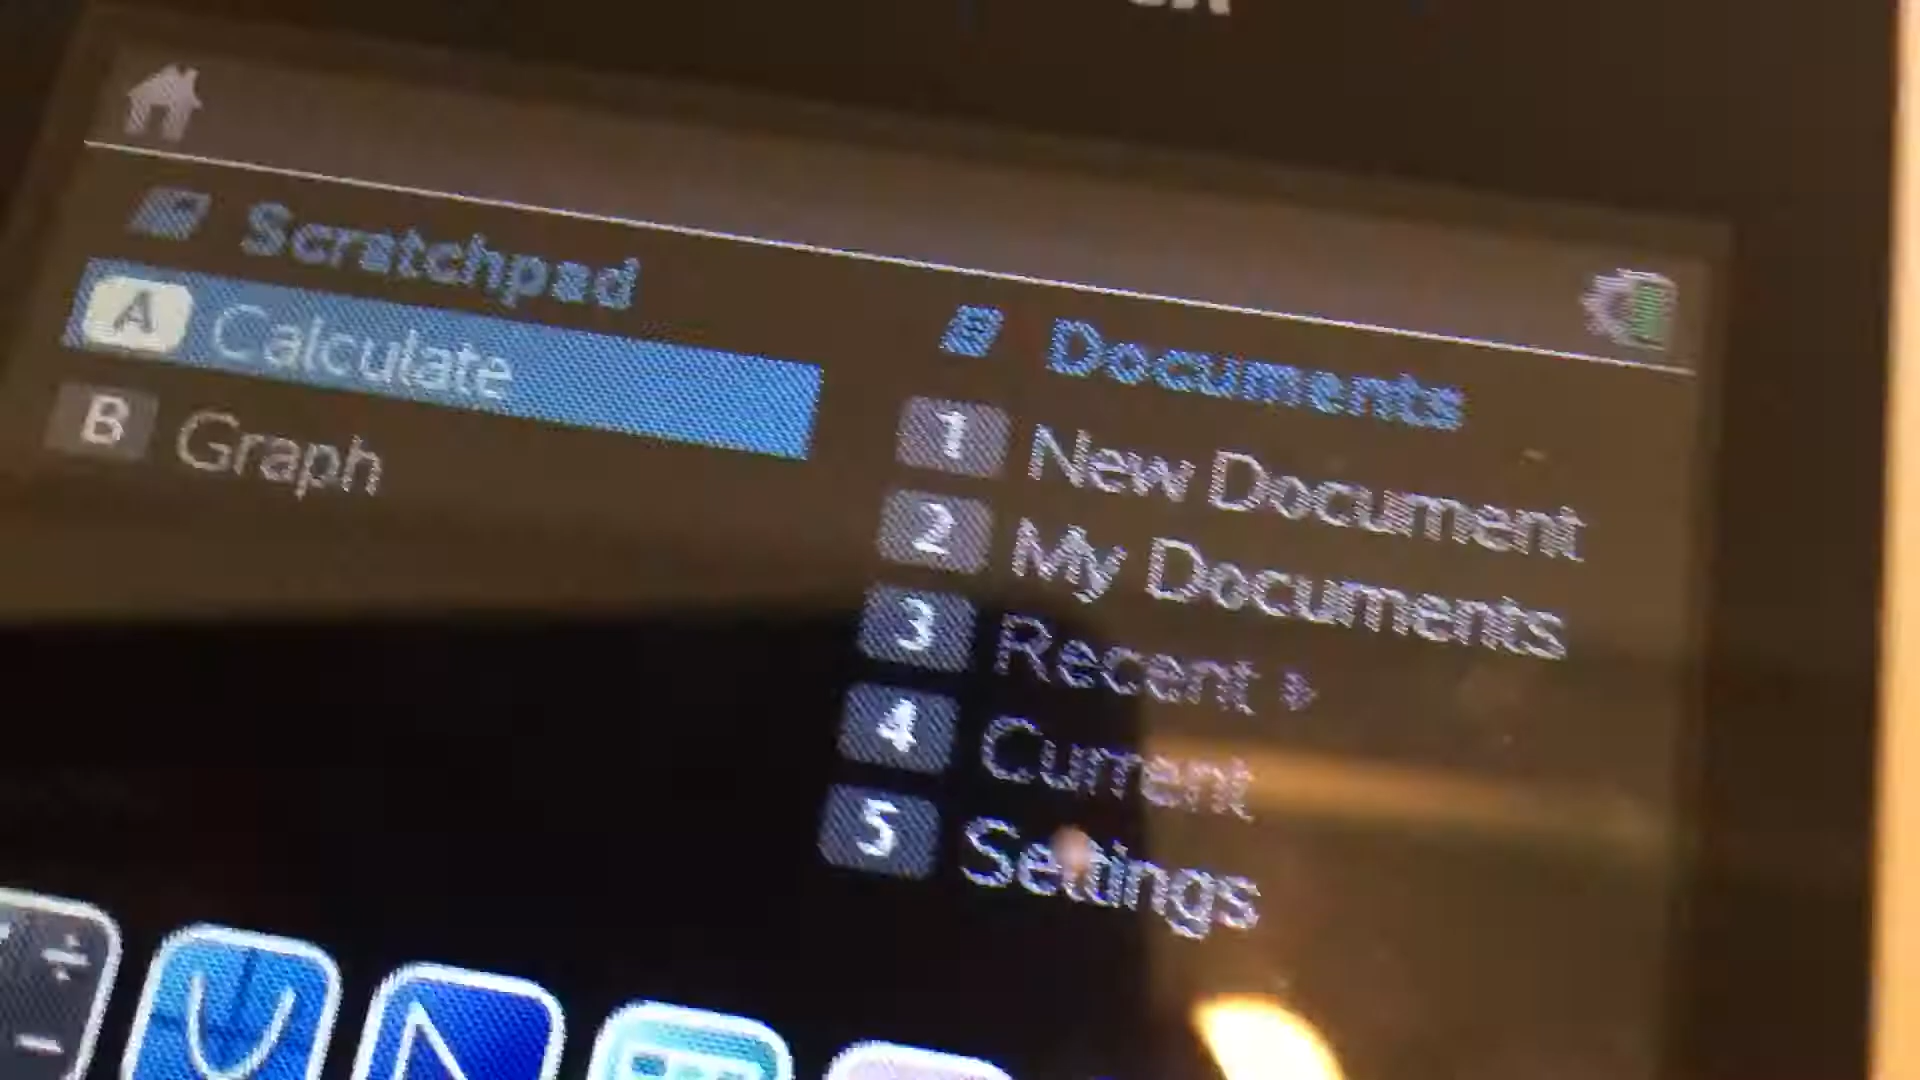 Scratchpad
A Calculate
B Graph
Documents
1 New Document
2 My Documents
3 Recent ▸
4 Current
5 Settings